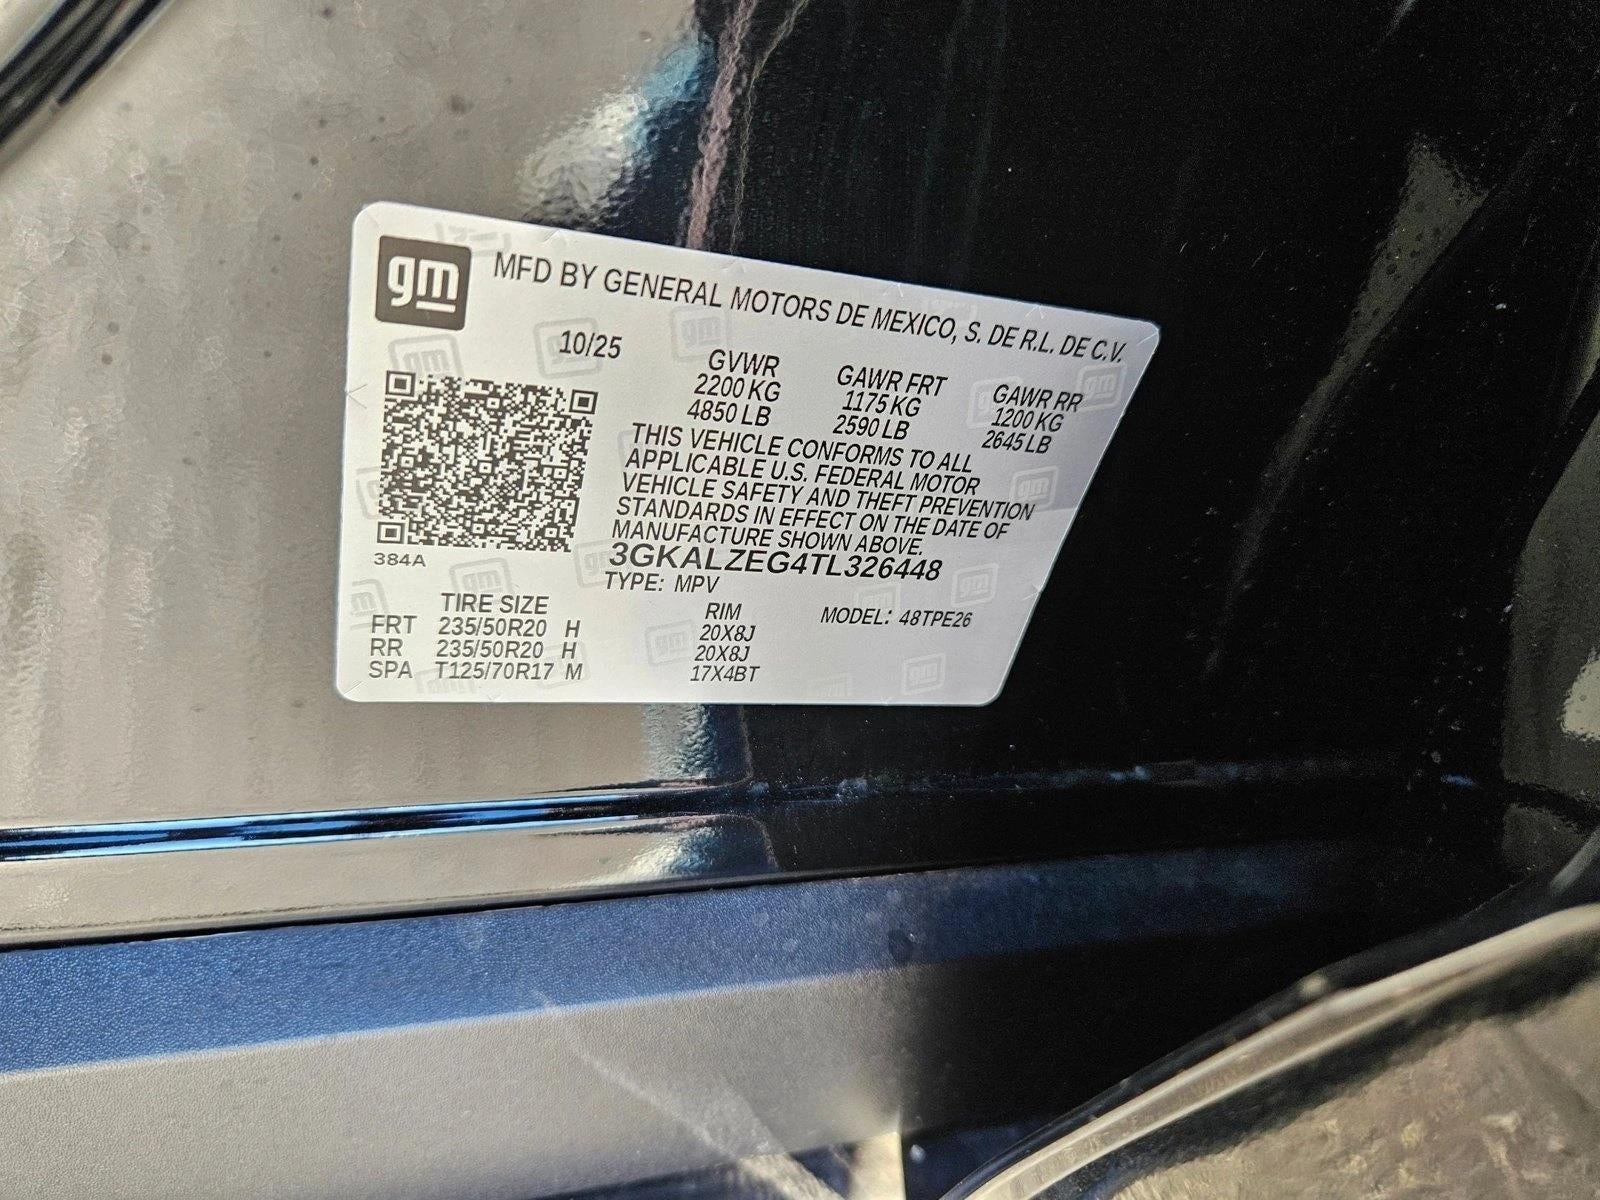 gm
MFD BY GENERAL MOTORS DE MEXICO, S. DE R.L. DE C.V.
10/25
GVWR GAWR FRT GAWR RR
2200 KG 1175 KG 1200 KG
4850 LB 2590 LB 2645 LB
THIS VEHICLE CONFORMS TO ALL
APPLICABLE U.S. FEDERAL MOTOR
VEHICLE SAFETY AND THEFT PREVENTION
STANDARDS IN EFFECT ON THE DATE OF
MANUFACTURE SHOWN ABOVE.
384A
3GKALZEG4TL326448
TYPE: MPV
TIRE SIZE RIM MODEL: 48TPE26
FRT 235/50R20 H 20X8J
RR 235/50R20 H 20X8J
SPA T125/70R17 M 17X4BT